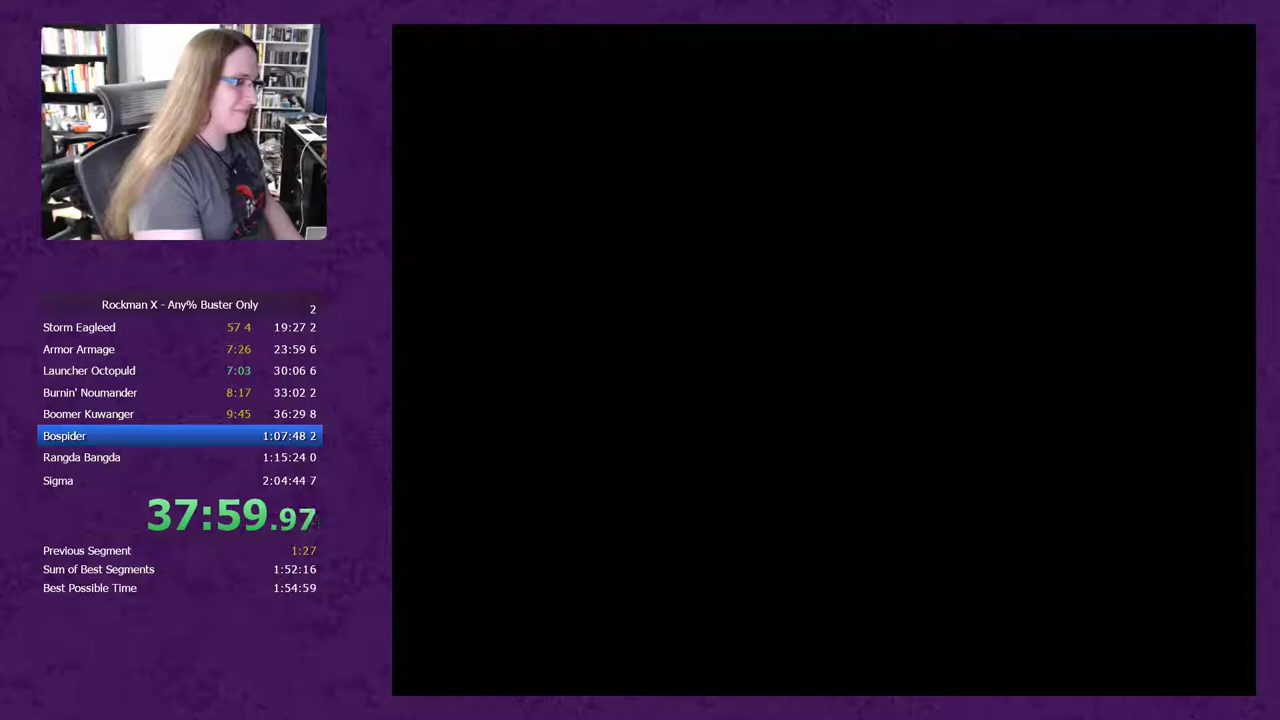 Rockman X - Any% Buster Only
2
Storm Eagleed 57 4 19:27 2
Armor Armage 7:26 23:59 6
Launcher Octopuld 7:03 30:06 6
Burnin' Noumander 8:17 33:02 2
Boomer Kuwanger 9:45 36:29 8
Bospider 1:07:48 2
Rangda Bangda 1:15:24 0
Sigma 2:04:44 7
37:59.97
Previous Segment 1:27
Sum of Best Segments 1:52:16
Best Possible Time 1:54:59